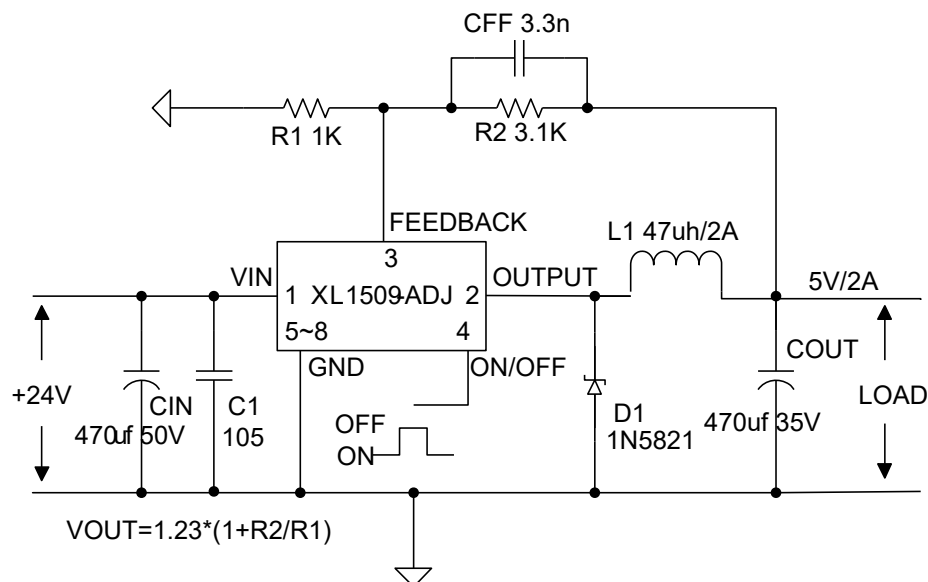 CFF 3.3n
R1 1K
R2 3.1K
FEEDBACK
L1 47uh/2A
3
VIN
OUTPUT
5V/2A
1 XL1509-ADJ 2
5~8
4
GND
ON/OFF
COUT
+24V
CIN
470uf 50V
C1
105
OFF
ON
D1
1N5821
470uf 35V
LOAD
VOUT=1.23*(1+R2/R1)